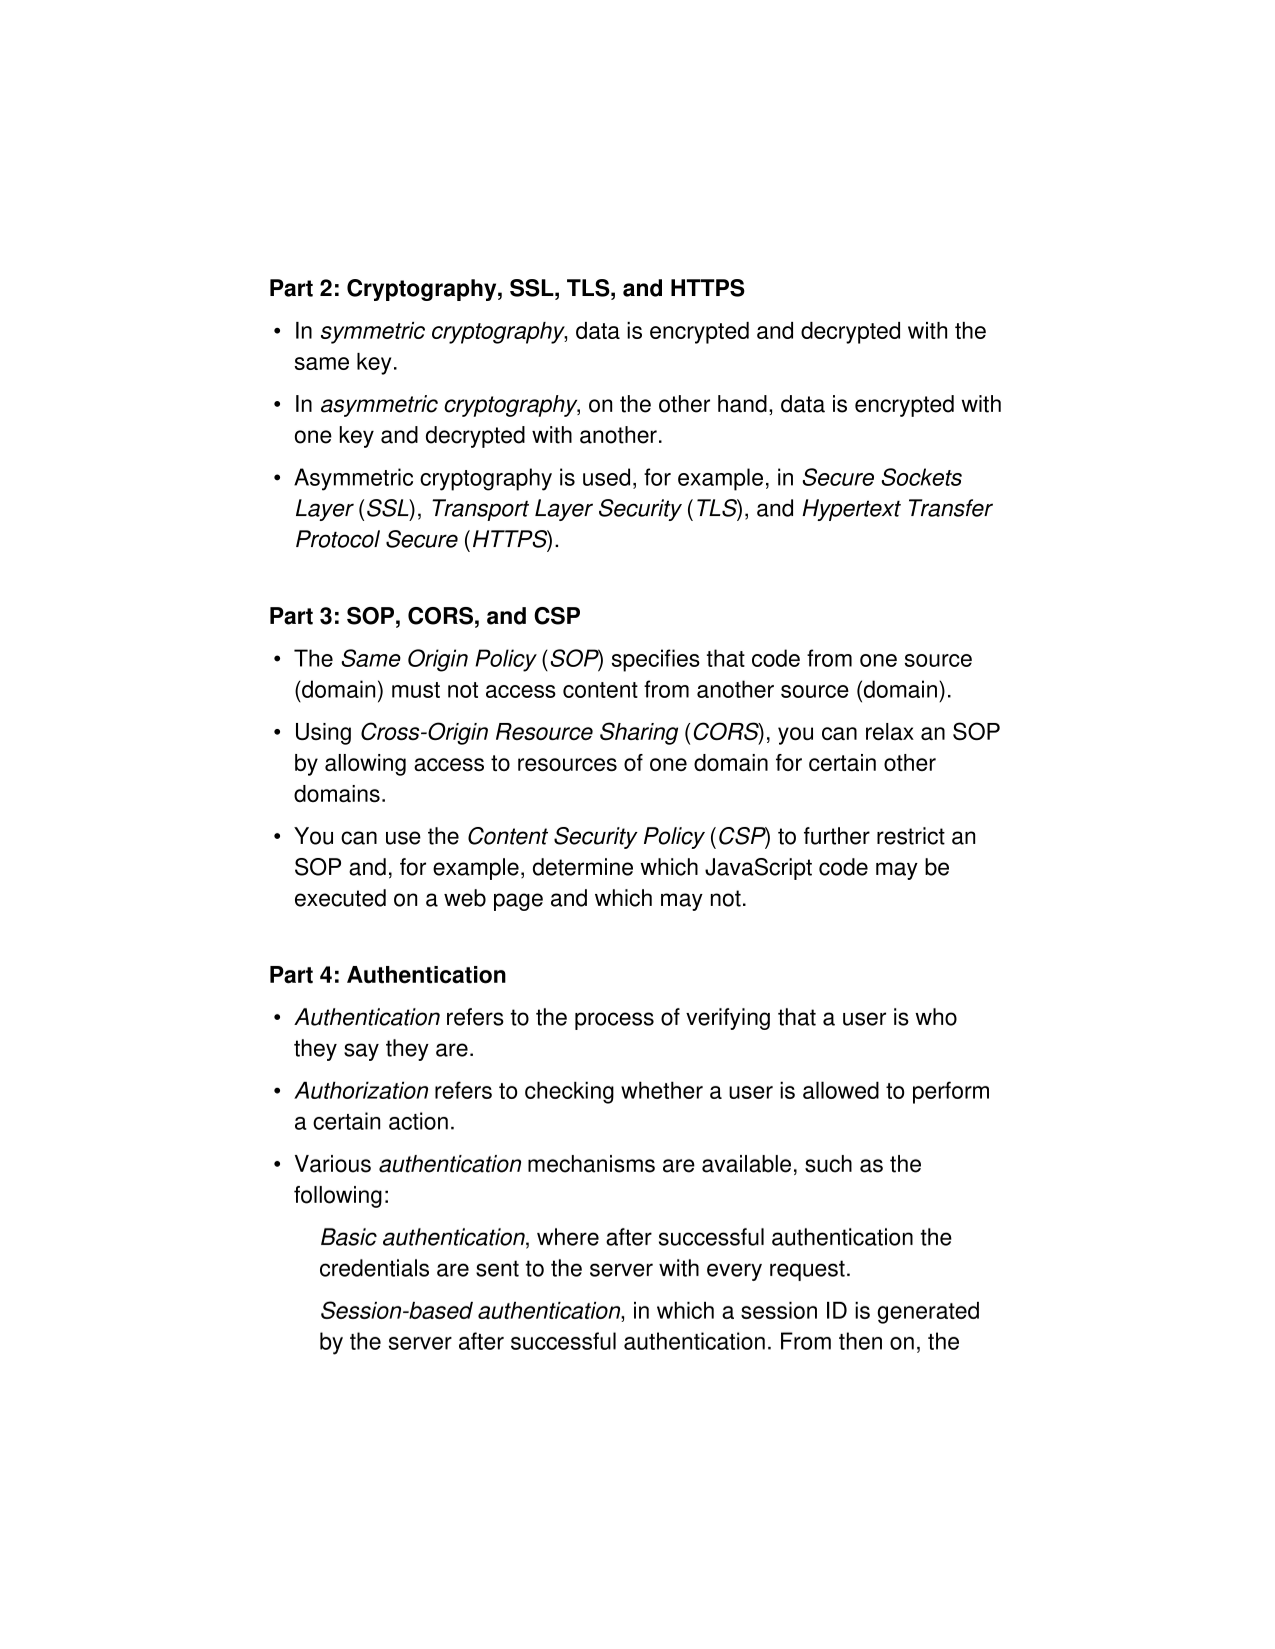 Part 2: Cryptography, SSL, TLS, and HTTPS
• In symmetric cryptography, data is encrypted and decrypted with the
same key.
• In asymmetric cryptography, on the other hand, data is encrypted with
one key and decrypted with another.
• Asymmetric cryptography is used, for example, in Secure Sockets
Layer (SSL), Transport Layer Security (TLS), and Hypertext Transfer
Protocol Secure (HTTPS).
Part 3: SOP, CORS, and CSP
• The Same Origin Policy (SOP) specifies that code from one source
(domain) must not access content from another source (domain).
• Using Cross-Origin Resource Sharing (CORS), you can relax an SOP
by allowing access to resources of one domain for certain other
domains.
• You can use the Content Security Policy (CSP) to further restrict an
SOP and, for example, determine which JavaScript code may be
executed on a web page and which may not.
Part 4: Authentication
• Authentication refers to the process of verifying that a user is who
they say they are.
• Authorization refers to checking whether a user is allowed to perform
a certain action.
• Various authentication mechanisms are available, such as the
following:
Basic authentication, where after successful authentication the
credentials are sent to the server with every request.
Session-based authentication, in which a session ID is generated
by the server after successful authentication. From then on, the